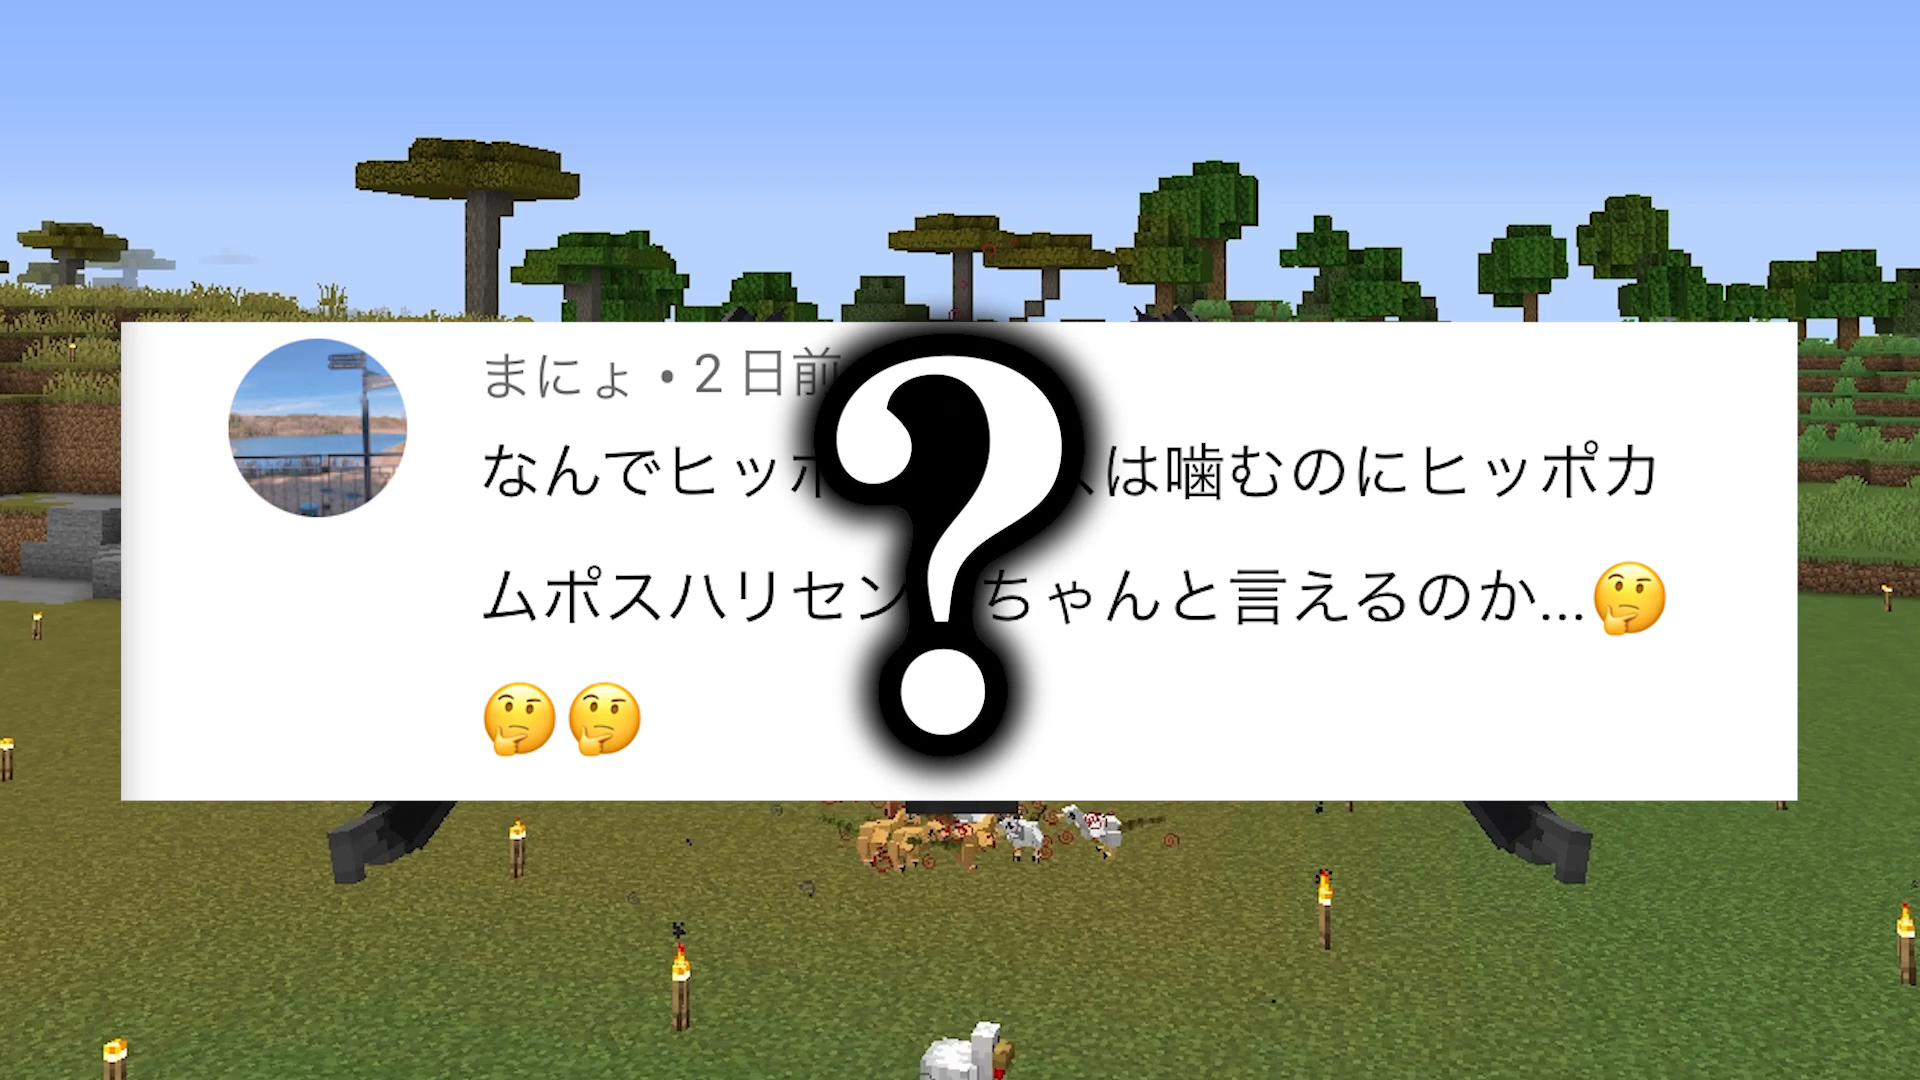 まにょ・2日前
なんでヒッポ は噛むのにヒッポカ
ムポスハリセン ちゃんと言えるのか...🤔
🤔🤔
?